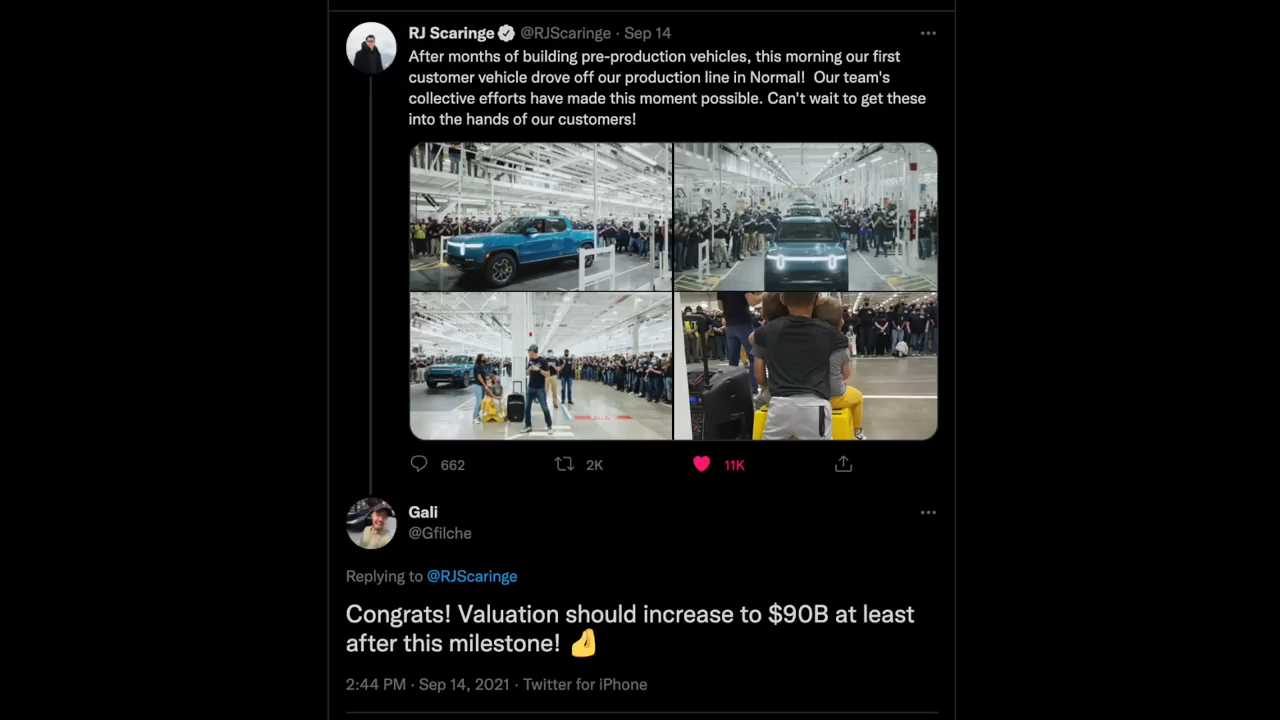 RJ Scaringe @RJScaringe · Sep 14
After months of building pre-production vehicles, this morning our first
customer vehicle drove off our production line in Normal!  Our team's
collective efforts have made this moment possible. Can't wait to get these
into the hands of our customers!
662 2K 11K
Gali
@Gfilche
Replying to @RJScaringe
Congrats! Valuation should increase to $90B at least
after this milestone! 🤌
2:44 PM · Sep 14, 2021 · Twitter for iPhone